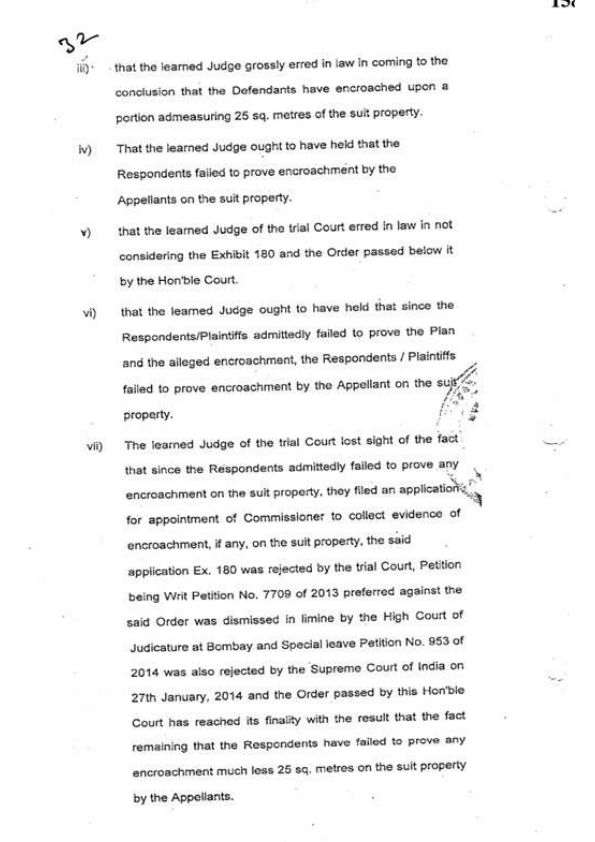 32
iii) that the learned Judge grossly erred in law in coming to the
conclusion that the Defendants have encroached upon a
portion admeasuring 25 sq. metres of the suit property.
iv) That the learned Judge ought to have held that the
Respondents failed to prove encroachment by the
Appellants on the suit property.
v) that the learned Judge of the trial Court erred in law in not
considering the Exhibit 180 and the Order passed below it
by the Hon'ble Court.
vi) that the learned Judge ought to have held that since the
Respondents/Plaintiffs admittedly failed to prove the Plan
and the alleged encroachment, the Respondents / Plaintiffs
failed to prove encroachment by the Appellant on the suit
property.
vii) The learned Judge of the trial Court lost sight of the fact
that since the Respondents admittedly failed to prove any
encroachment on the suit property, they filed an application
for appointment of Commissioner to collect evidence of
encroachment, if any, on the suit property, the said
application Ex. 180 was rejected by the trial Court, Petition
being Writ Petition No. 7709 of 2013 preferred against the
said Order was dismissed in limine by the High Court of
Judicature at Bombay and Special leave Petition No. 953 of
2014 was also rejected by the Supreme Court of India on
27th January, 2014 and the Order passed by this Hon'ble
Court has reached its finality with the result that the fact
remaining that the Respondents have failed to prove any
encroachment much less 25 sq. metres on the suit property
by the Appellants.